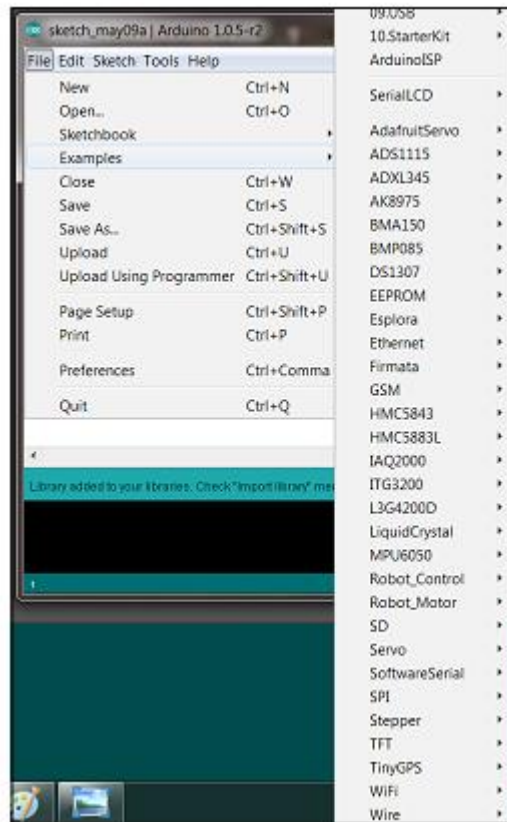 sketch_may09a | Arduino 1.0.5-r2
File Edit Sketch Tools Help
New Ctrl+N
Open... Ctrl+O
Sketchbook
Examples
Close Ctrl+W
Save Ctrl+S
Save As... Ctrl+Shift+S
Upload Ctrl+U
Upload Using Programmer Ctrl+Shift+U
Page Setup Ctrl+Shift+P
Print Ctrl+P
Preferences Ctrl+Comma
Quit Ctrl+Q
Library added to your libraries. Check "Import library" me
1
09.USB
10.StarterKit
ArduinoISP
SerialLCD
AdafruitServo
ADS1115
ADXL345
AK8975
BMA150
BMP085
DS1307
EEPROM
Esplora
Ethernet
Firmata
GSM
HMC5843
HMC5883L
IAQ2000
ITG3200
L3G4200D
LiquidCrystal
MPU6050
Robot_Control
Robot_Motor
SD
Servo
SoftwareSerial
SPI
Stepper
TFT
TinyGPS
WiFi
Wire